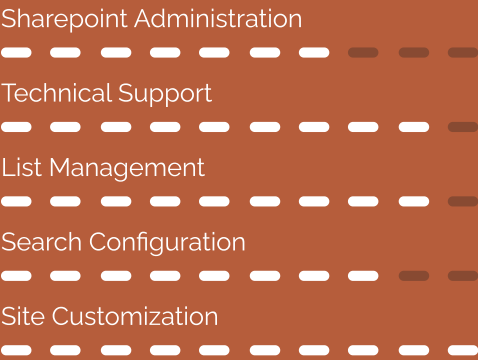 Sharepoint Administration
Technical Support
List Management
Search Configuration
Site Customization